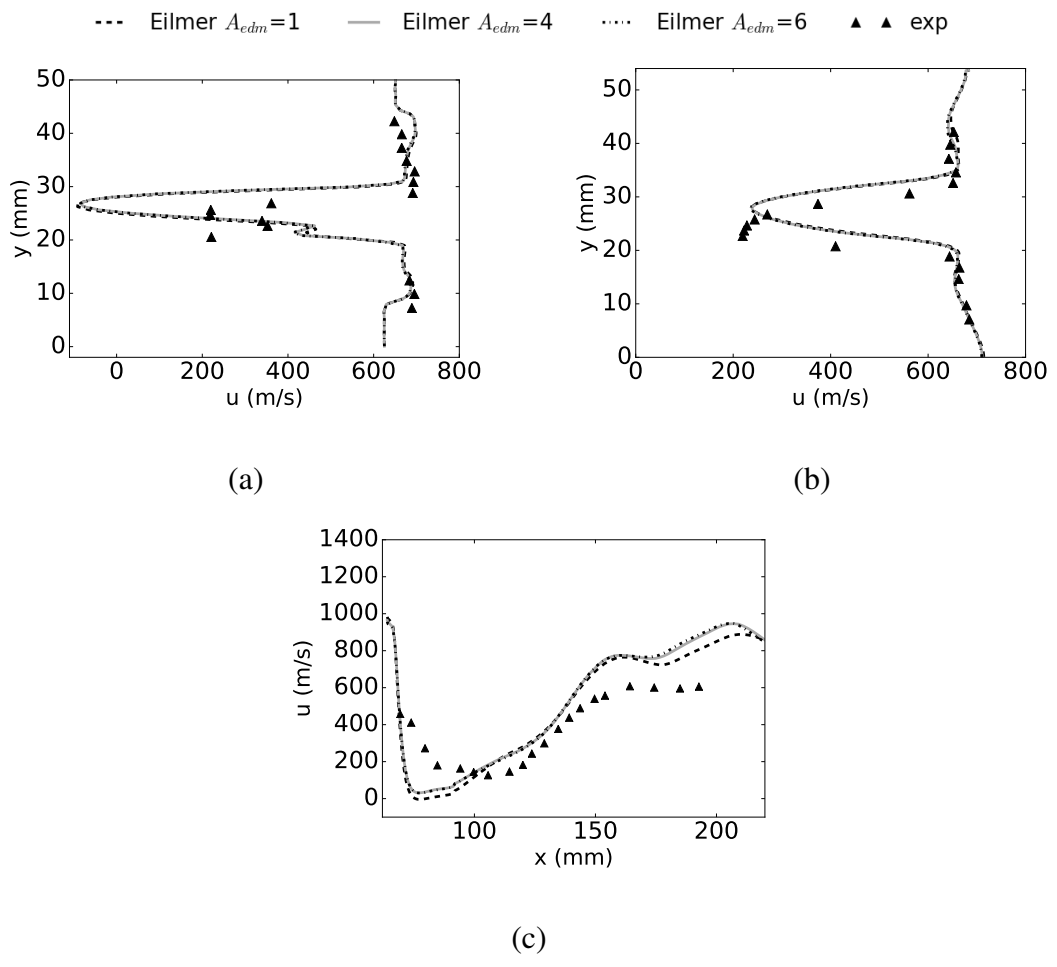 Eilmer A_edm=1 Eilmer A_edm=4 Eilmer A_edm=6 exp
50
40
30
20
10
0
y (mm)
0 200 400 600 800
u (m/s)
(a)
50
40
30
20
10
0
y (mm)
0 200 400 600 800
u (m/s)
(b)
1400
1200
1000
800
600
400
200
0
u (m/s)
100 150 200
x (mm)
(c)